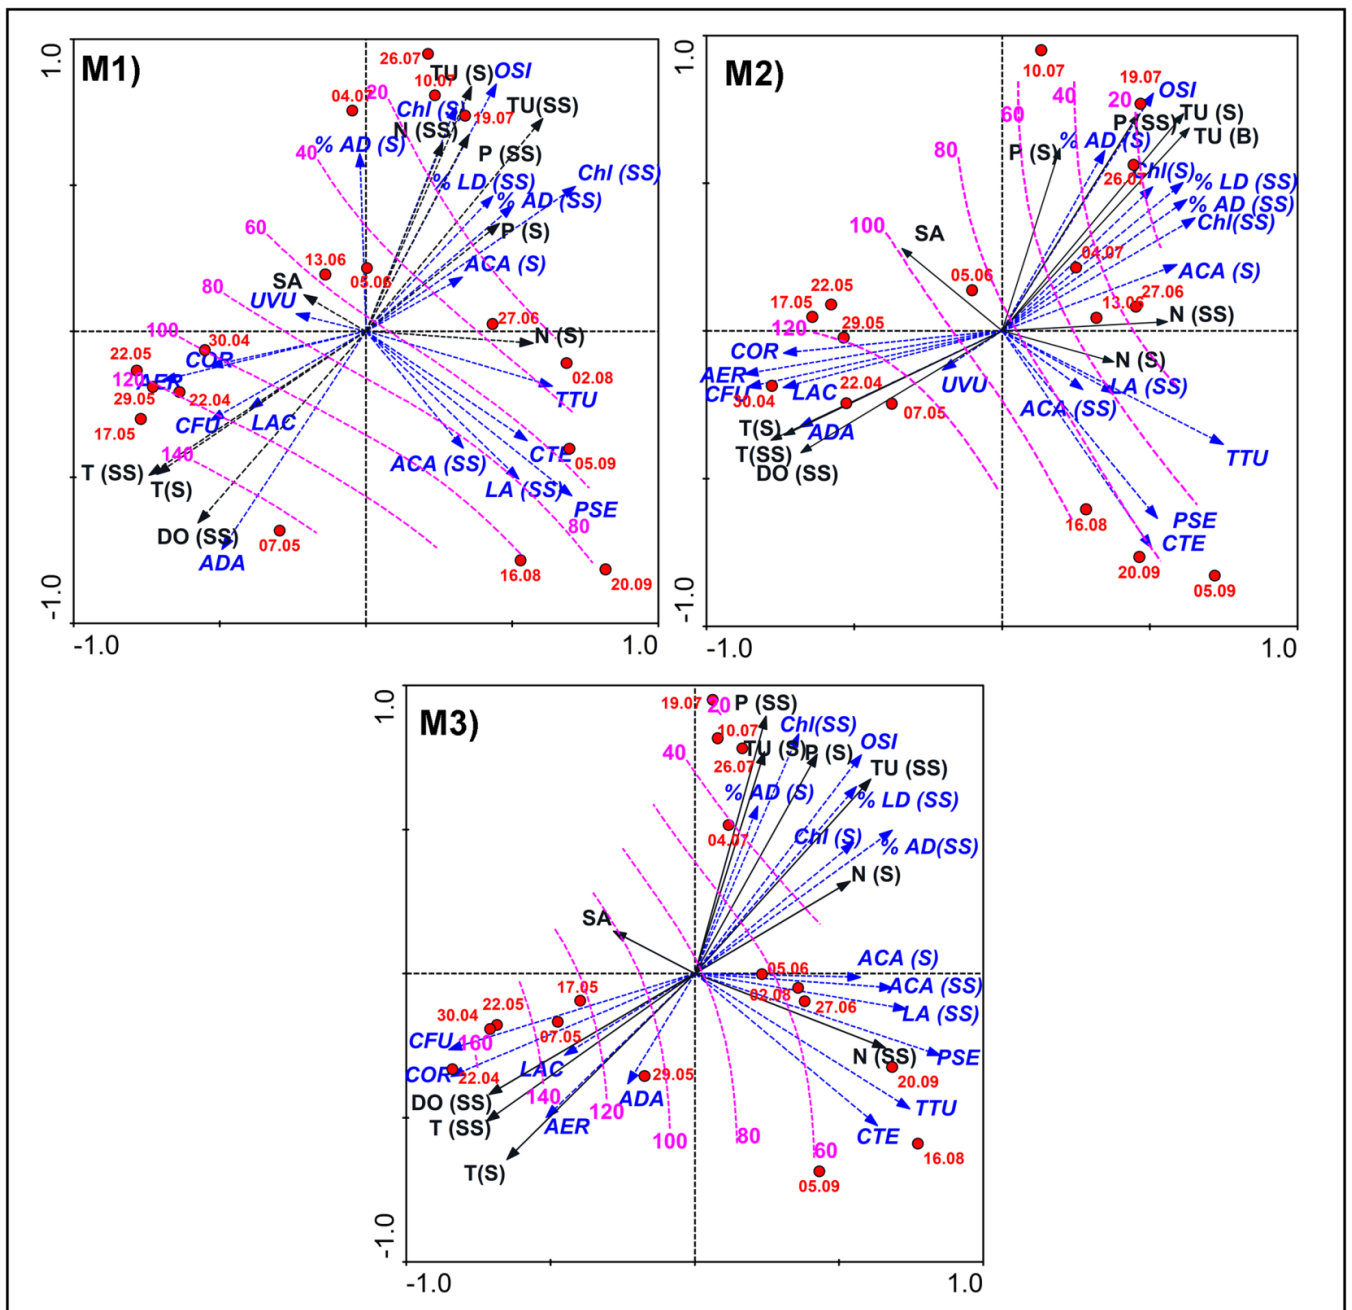 M1)
1.0
-1.0
-1.0
1.0
26.07
TU (S)
OSI
10.07
20
04.07
Chl (S)
TU(SS)
19.07
N (SS)
% AD (S)
40
P (SS)
Chl (SS)
% LD (SS)
% AD (SS)
60
P (S)
ACA (S)
13.06
05.06
SA
80
UVU
27.06
100
N (S)
30.04
22.05
COR
02.08
120
AER
29.05
22.04
TTU
17.05
CFU
LAC
140
CTE
05.09
ACA (SS)
T (SS)
T(S)
LA (SS)
PSE
80
DO (SS)
07.05
ADA
16.08
20.09
M2)
1.0
-1.0
-1.0
1.0
10.07
19.07
OSI
40
20
60
P (SS)
TU (S)
TU (B)
80
P (S)
% AD (S)
26.07
Chl(S)
% LD (SS)
% AD (SS)
100
SA
Chl(SS)
04.07
ACA (S)
05.06
22.05
27.06
17.05
13.06
120
29.05
N (SS)
COR
N (S)
AER
CFU
30.04
LAC
22.04
UVU
LA (SS)
07.05
ACA (SS)
T(S)
ADA
T(SS)
TTU
DO (SS)
16.08
PSE
CTE
20.09
05.09
M3)
1.0
-1.0
-1.0
1.0
19.07
20
P (SS)
10.07
Chl(SS)
40
26.07
TU (S)
P (S)
OSI
TU (SS)
% AD (S)
% LD (SS)
04.07
Chl (S)
% AD(SS)
N (S)
SA
05.06
ACA (S)
02.08
ACA (SS)
17.05
27.06
LA (SS)
30.04
22.05
07.05
CFU
160
N (SS)
PSE
COR
22.04
LAC
29.05
20.09
DO (SS)
140
ADA
T (SS)
120
TTU
AER
100
80
CTE
60
T(S)
16.08
05.09